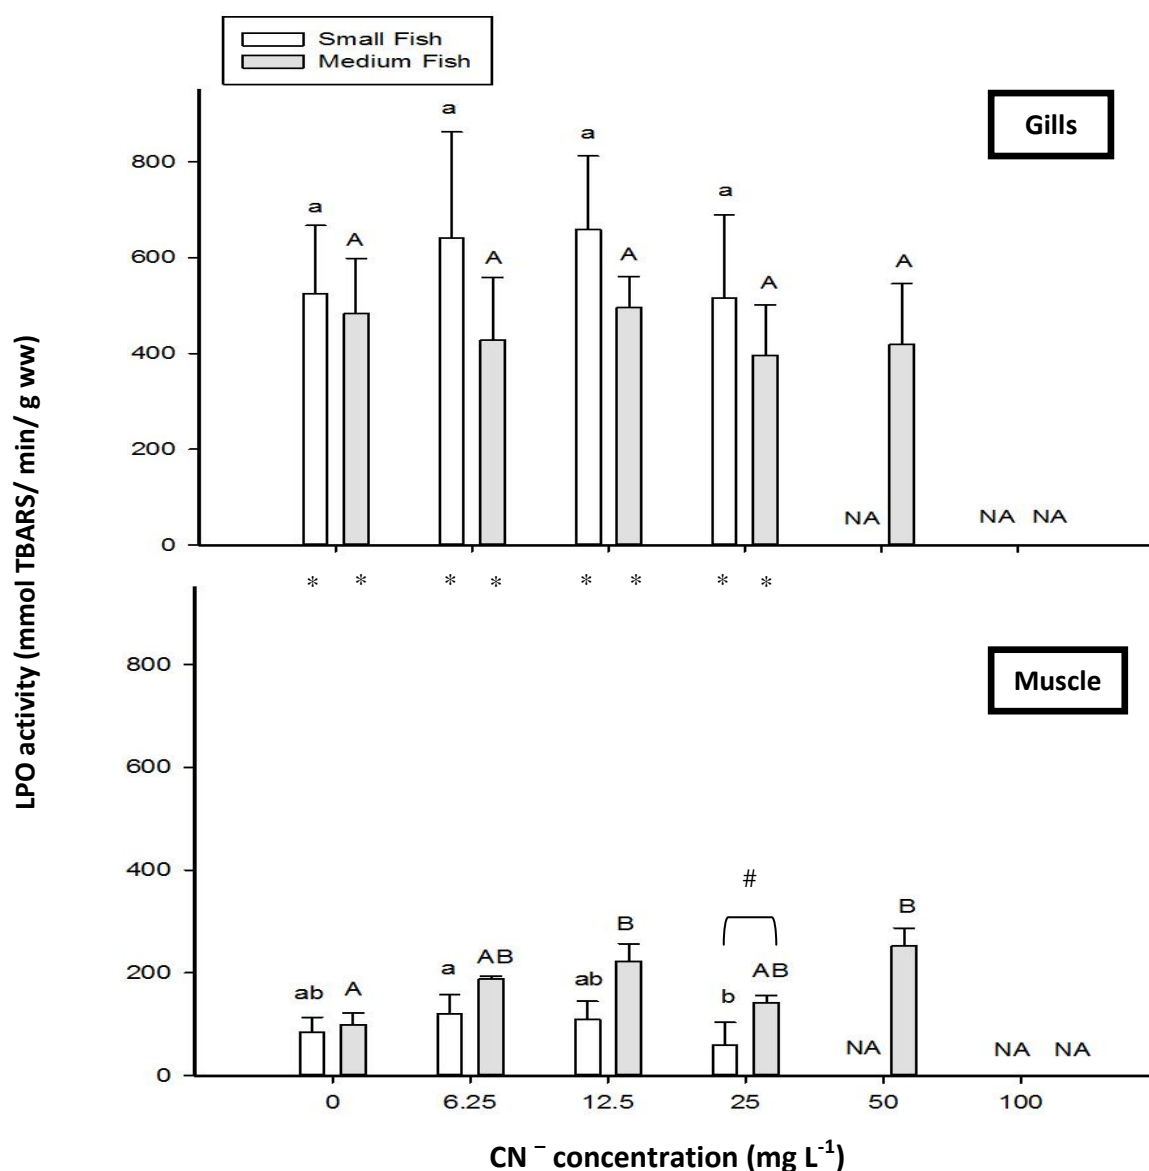 Small Fish
Medium Fish
Gills
a a a a
A A A A A
800
600
400
200
0
NA NA NA
* * * * * * * *
LPO activity (mmol TBARS/ min/ g ww)
Muscle
800
600
400
200
0
#
ab A a AB ab B b AB B
NA NA NA
0 6.25 12.5 25 50 100
CN ⁻ concentration (mg L⁻¹)